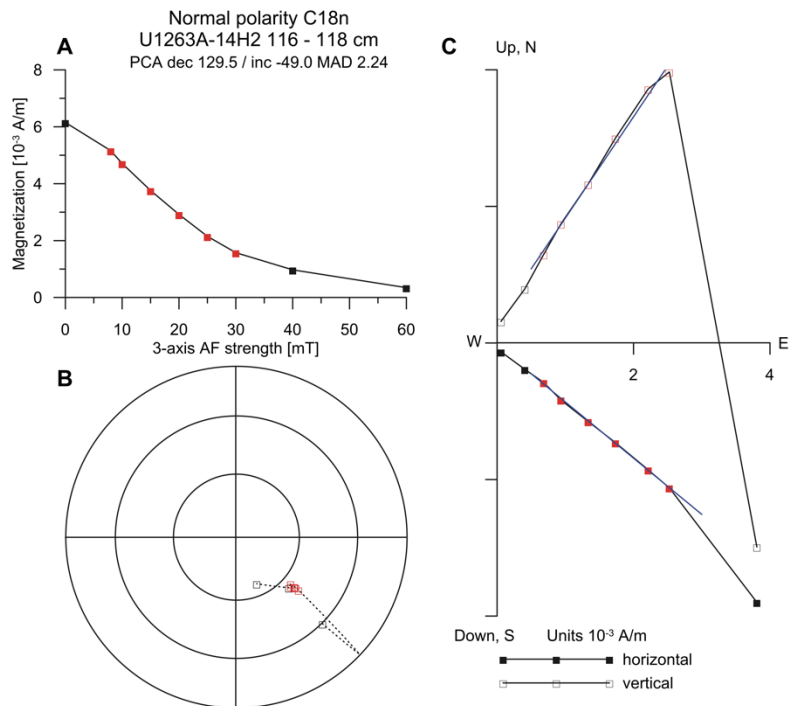 Normal polarity C18n
U1263A-14H2 116 - 118 cm
PCA dec 129.5 / inc -49.0 MAD 2.24
A
8
6
4
2
0
Magnetization [10⁻³ A/m]
0 10 20 30 40 50 60
3-axis AF strength [mT]
B
C
Up, N
W
E
2
4
Down, S
Units 10⁻³ A/m
horizontal
vertical